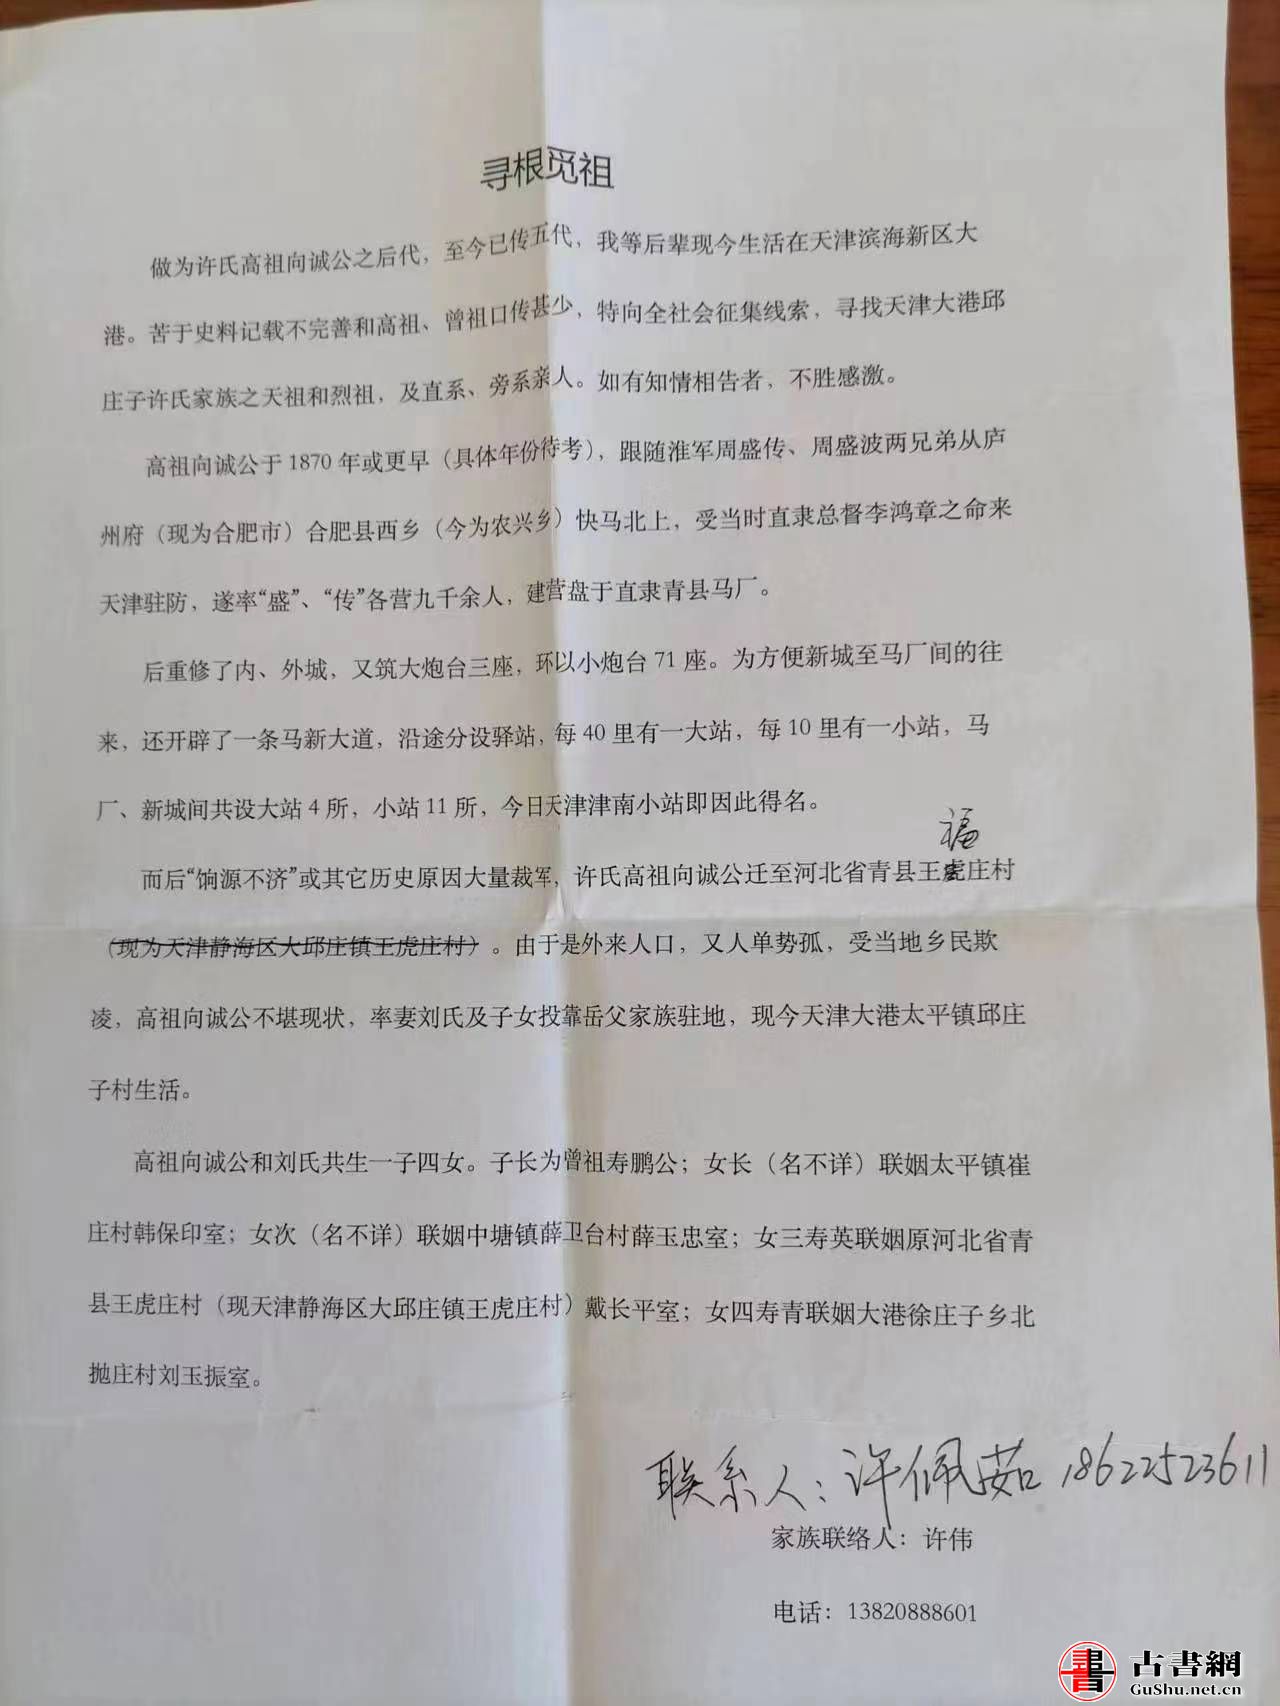 寻根觅祖
做为许氏高祖向诚公之后代，至今已传五代，我等后辈现今生活在天津滨海新区大
港。苦于史料记载不完善和高祖、曾祖口传甚少，特向全社会征集线索，寻找天津大港邱
庄子许氏家族之天祖和烈祖，及直系、旁系亲人。如有知情相告者，不胜感激。
高祖向诚公于1870年或更早（具体年份待考），跟随淮军周盛传、周盛波两兄弟从庐
州府（现为合肥市）合肥县西乡（今为农兴乡）快马北上，受当时直隶总督李鸿章之命来
天津驻防，遂率“盛”、“传”各营九千余人，建营盘于直隶青县马厂。
后重修了内、外城，又筑大炮台三座，环以小炮台71座。为方便新城至马厂间的往
来，还开辟了一条马新大道，沿途分设驿站，每40里有一大站，每10里有一小站，马
厂、新城间共设大站4所，小站11所，今日天津津南小站即因此得名。
福
而后“饷源不济”或其它历史原因大量裁军，许氏高祖向诚公迁至河北省青县王虎庄村
（现为天津静海区大邱庄镇王虎庄村）。由于是外来人口，又人单势孤，受当地乡民欺
凌，高祖向诚公不堪现状，率妻刘氏及子女投靠岳父家族驻地，现今天津大港太平镇邱庄
子村生活。
高祖向诚公和刘氏共生一子四女。子长为曾祖寿鹏公；女长（名不详）联姻太平镇崔
庄村韩保印室；女次（名不详）联姻中塘镇薛卫台村薛玉忠室；女三寿英联姻原河北省青
县王虎庄村（现天津静海区大邱庄镇王虎庄村）戴长平室；女四寿青联姻大港徐庄子乡北
抛庄村刘玉振室。
联系人：许佩茹 18622523611
家族联络人：许伟
电话：13820888601
古書網
GuShu.net.cn